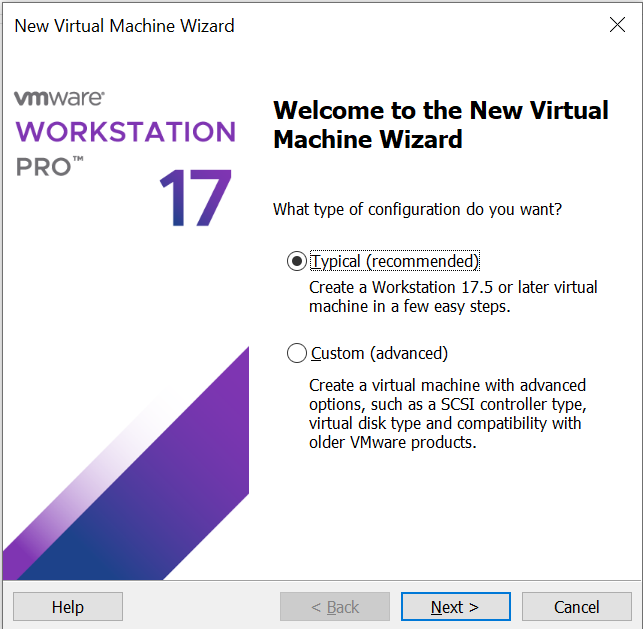 New Virtual Machine Wizard
vmware®
WORKSTATION
PRO™
17
Welcome to the New Virtual
Machine Wizard
What type of configuration do you want?
Typical (recommended)
Create a Workstation 17.5 or later virtual
machine in a few easy steps.
Custom (advanced)
Create a virtual machine with advanced
options, such as a SCSI controller type,
virtual disk type and compatibility with
older VMware products.
Help
< Back
Next >
Cancel